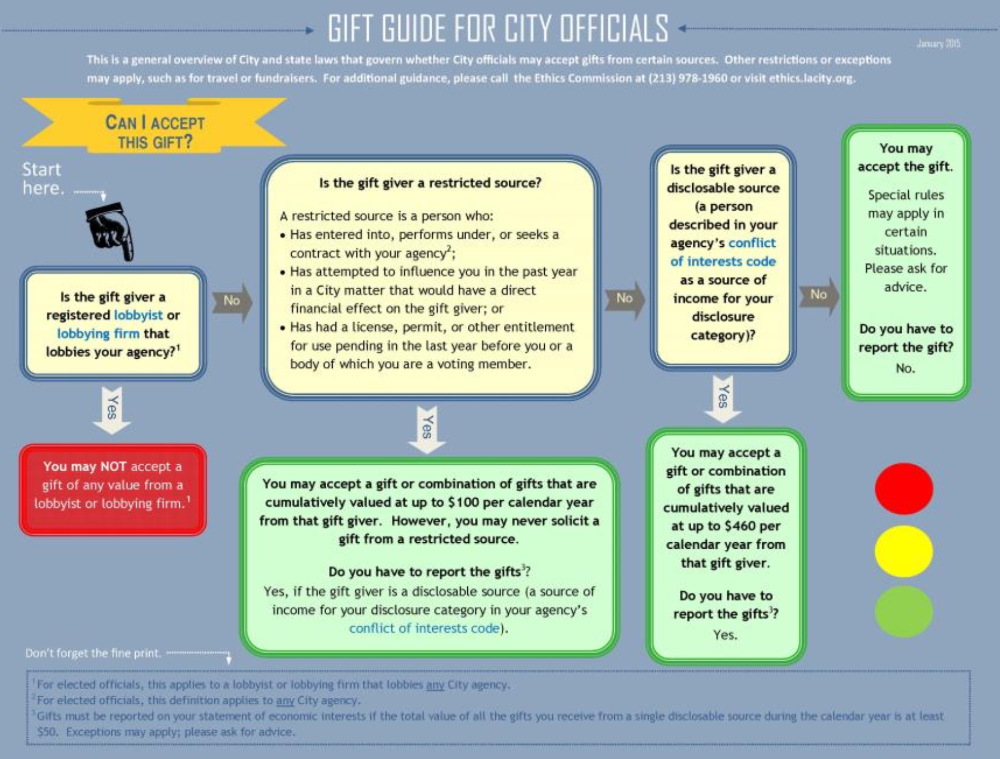 GIFT GUIDE FOR CITY OFFICIALS
January 2015
This is a general overview of City and state laws that govern whether City officials may accept gifts from certain sources. Other restrictions or exceptions
may apply, such as for travel or fundraisers. For additional guidance, please call the Ethics Commission at (213) 978-1960 or visit ethics.lacity.org.
CAN I ACCEPT
THIS GIFT?
Start
here.
Is the gift giver a
registered lobbyist or
lobbying firm that
lobbies your agency?¹
No
Yes
You may NOT accept a
gift of any value from a
lobbyist or lobbying firm.¹
Is the gift giver a restricted source?
A restricted source is a person who:
• Has entered into, performs under, or seeks a
contract with your agency²;
• Has attempted to influence you in the past year
in a City matter that would have a direct
financial effect on the gift giver; or
• Has had a license, permit, or other entitlement
for use pending in the last year before you or a
body of which you are a voting member.
No
Yes
You may accept a gift or combination of gifts that are
cumulatively valued at up to $100 per calendar year
from that gift giver. However, you may never solicit a
gift from a restricted source.
Do you have to report the gifts³?
Yes, if the gift giver is a disclosable source (a source of
income for your disclosure category in your agency's
conflict of interests code).
Is the gift giver a
disclosable source
(a person
described in your
agency's conflict
of interests code
as a source of
income for your
disclosure
category)?
No
Yes
You may accept a
gift or combination
of gifts that are
cumulatively valued
at up to $460 per
calendar year from
that gift giver.
Do you have to
report the gifts³?
Yes.
You may
accept the gift.
Special rules
may apply in
certain
situations.
Please ask for
advice.
Do you have to
report the gift?
No.
Don't forget the fine print.
¹For elected officials, this applies to a lobbyist or lobbying firm that lobbies any City agency.
²For elected officials, this definition applies to any City agency.
³Gifts must be reported on your statement of economic interests if the total value of all the gifts you receive from a single disclosable source during the calendar year is at least
$50. Exceptions may apply; please ask for advice.